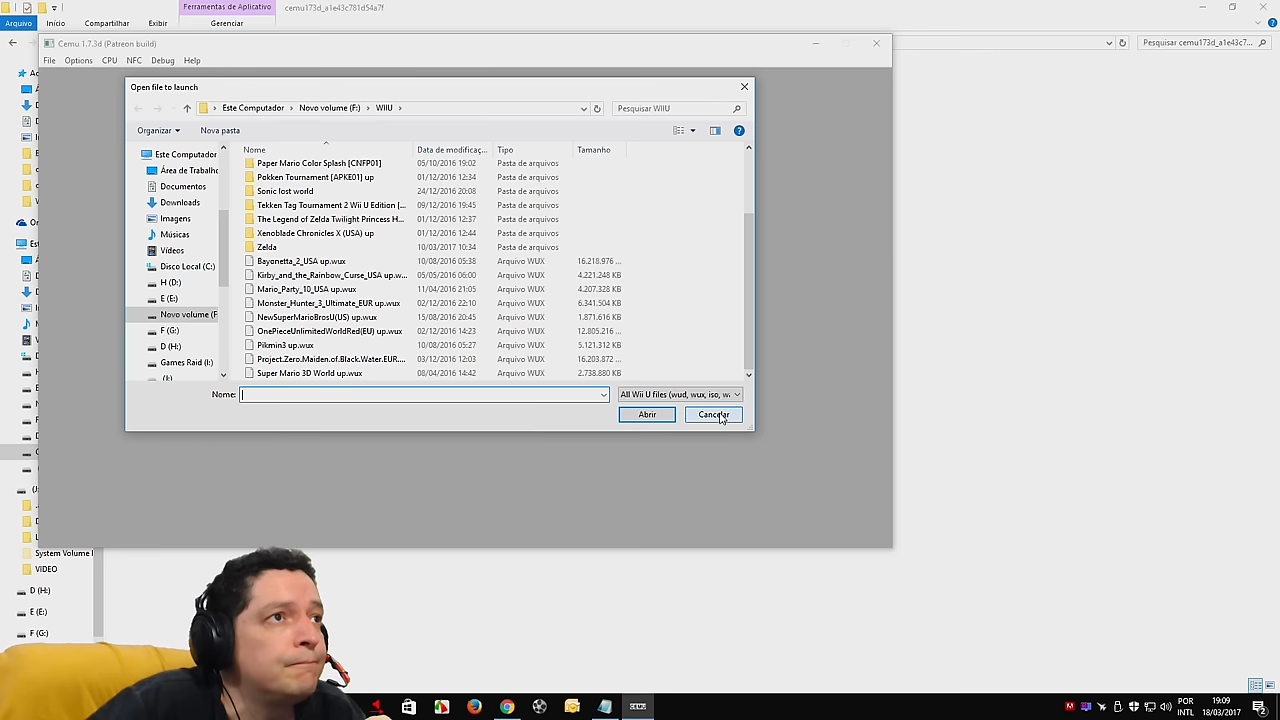 Ferramentas de Aplicativo
cemu173d_a1e43c781d54a7f
Arquivo Início Compartilhar Exibir Gerenciar
Cemu 1.7.3d (Patreon build)
Pesquisar cemu173d_a1e43c7...
File Options CPU NFC Debug Help
Open file to launch
Este Computador Novo volume (F:) WIIU
Pesquisar WIIU
Organizar Nova pasta
Nome Data de modificaç... Tipo Tamanho
Este Computador
Área de Trabalho
Documentos
Downloads
Imagens
Músicas
Vídeos
Disco Local (C:)
H (D:)
E (E:)
Novo volume (F
F (G:)
D (H:)
Games Raid (I:)
Paper Mario Color Splash [CNFP01] 05/10/2016 19:02 Pasta de arquivos
Pokken Tournament [APKE01] up 01/12/2016 12:34 Pasta de arquivos
Sonic lost world 24/12/2016 20:08 Pasta de arquivos
Tekken Tag Tournament 2 Wii U Edition [... 09/12/2016 19:45 Pasta de arquivos
The Legend of Zelda Twilight Princess H... 01/12/2016 12:37 Pasta de arquivos
Xenoblade Chronicles X (USA) up 01/12/2016 12:44 Pasta de arquivos
Zelda 10/03/2017 10:34 Pasta de arquivos
Bayonetta_2_USA up.wux 10/08/2016 05:38 Arquivo WUX 16.218.976 ...
Kirby_and_the_Rainbow_Curse_USA up.w... 05/05/2016 06:00 Arquivo WUX 4.221.248 KB
Mario_Party_10_USA up.wux 11/04/2016 21:05 Arquivo WUX 4.207.328 KB
Monster_Hunter_3_Ultimate_EUR up.wux 02/12/2016 22:10 Arquivo WUX 6.341.504 KB
NewSuperMarioBrosU(US) up.wux 15/08/2016 20:45 Arquivo WUX 1.871.616 KB
OnePieceUnlimitedWorldRed(EU) up.wux 02/12/2016 14:23 Arquivo WUX 12.805.216 ...
Pikmin3 up.wux 10/08/2016 05:27 Arquivo WUX 5.121.312 KB
Project.Zero.Maiden.of.Black.Water.EUR.... 03/12/2016 12:03 Arquivo WUX 16.203.872 ...
Super Mario 3D World up.wux 08/04/2016 14:42 Arquivo WUX 2.738.880 KB
Nome:
All Wii U files (wud, wux, iso, wa
Abrir Cancelar
System Volume I
VIDEO
D (H:)
E (E:)
F (G:)
POR
INTL
19:09
18/03/2017